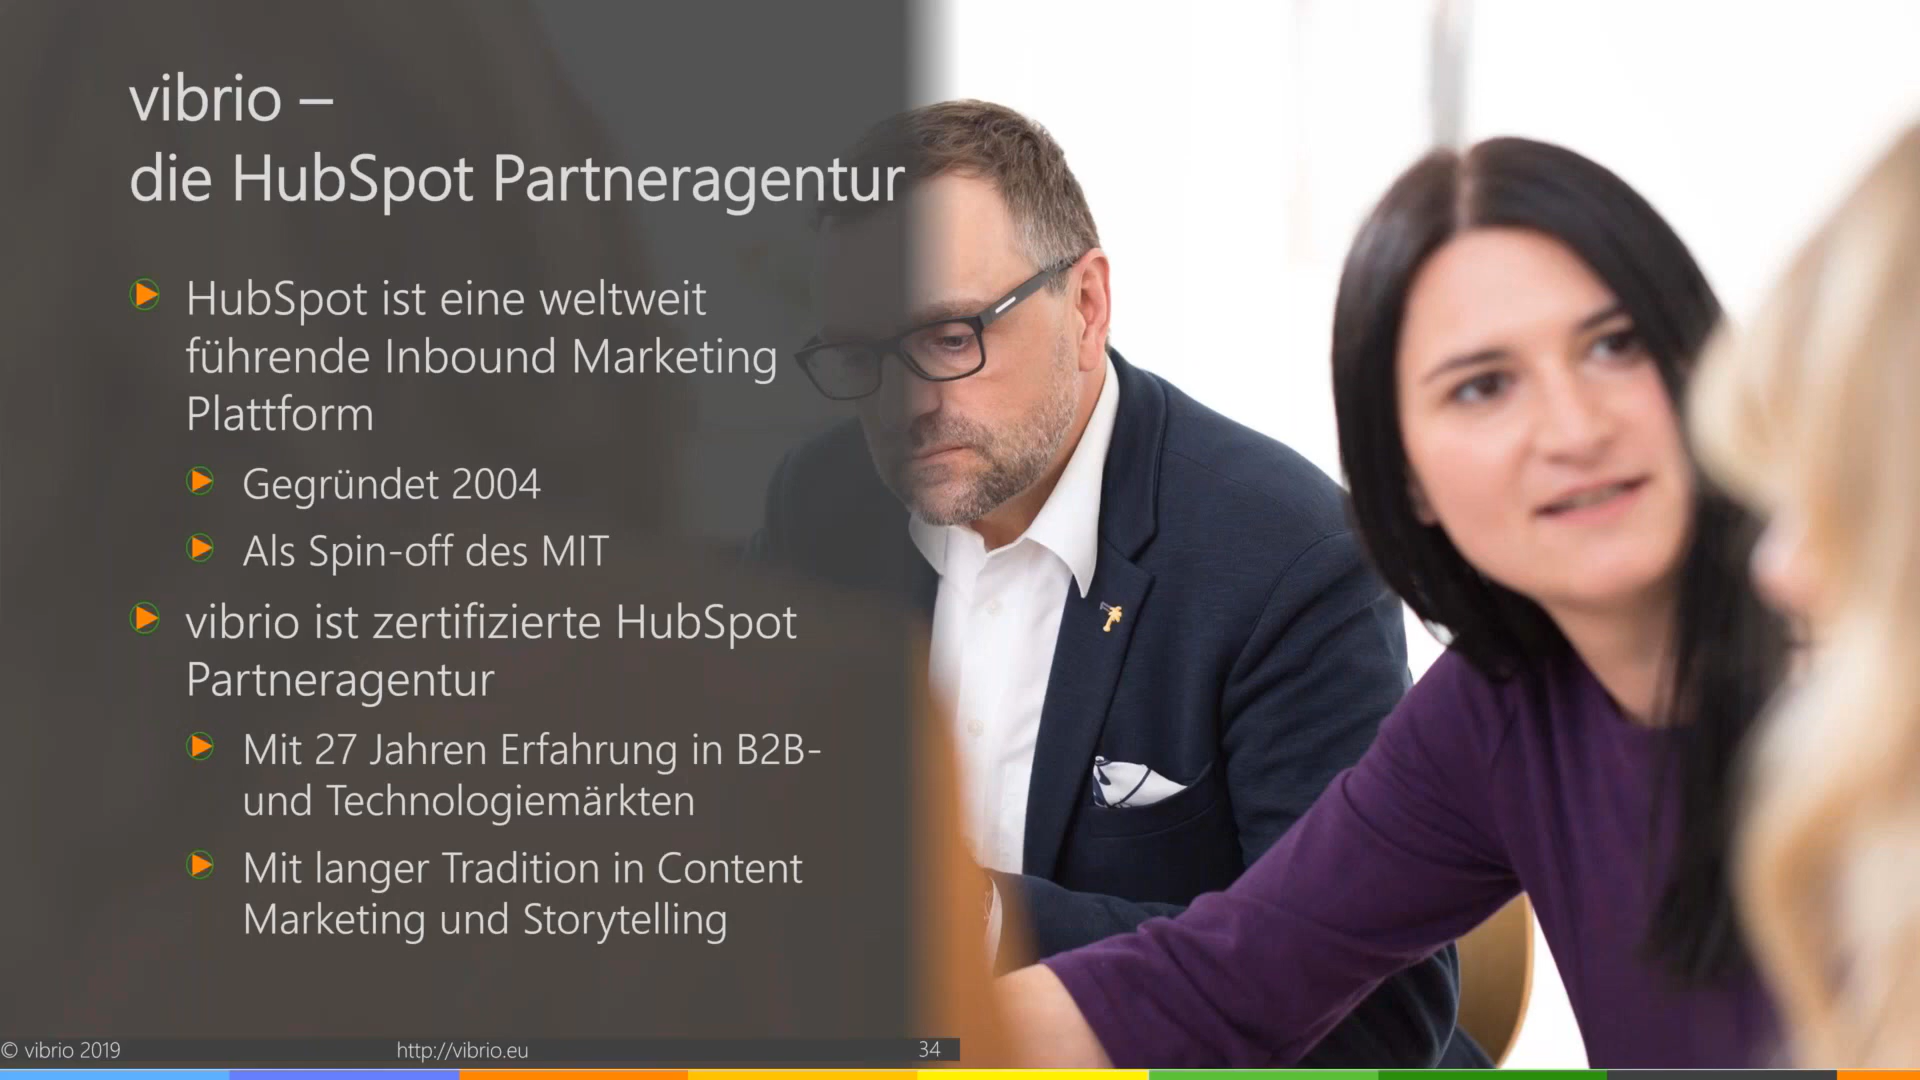 vibrio –
die HubSpot Partneragentur
HubSpot ist eine weltweit
führende Inbound Marketing
Plattform
Gegründet 2004
Als Spin-off des MIT
vibrio ist zertifizierte HubSpot
Partneragentur
Mit 27 Jahren Erfahrung in B2B-
und Technologiemärkten
Mit langer Tradition in Content
Marketing und Storytelling
© vibrio 2019
http://vibrio.eu
34